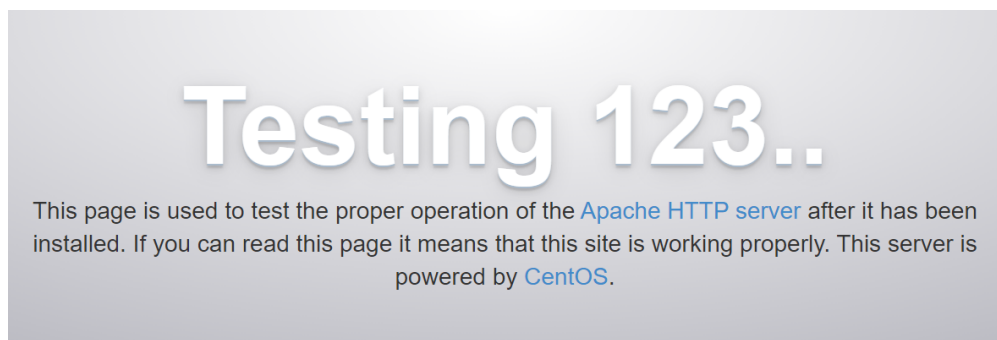 Testing 123..
This page is used to test the proper operation of the Apache HTTP server after it has been
installed. If you can read this page it means that this site is working properly. This server is
powered by CentOS.